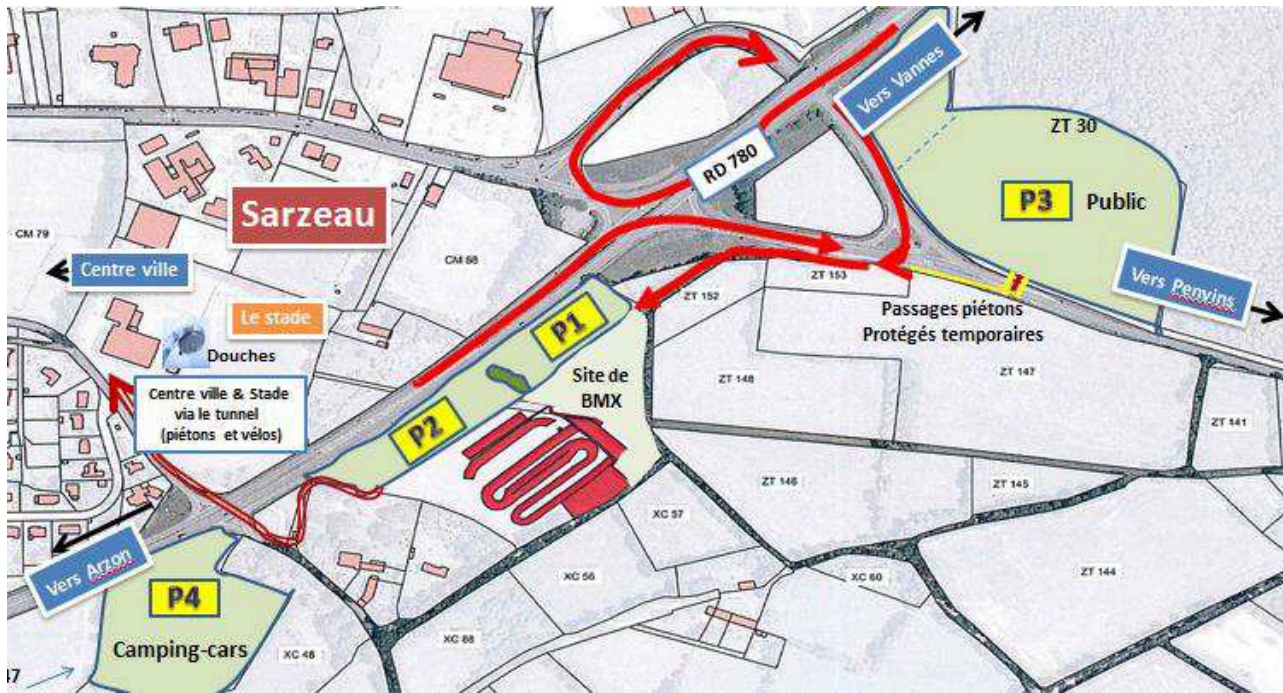 Vers Vannes
ZT 30
RD 780
P3 Public
Sarzeau
CM 79
CM 68
Centre ville
ZT 153
Vers Penvins
ZT 152
Le stade
P1
Passages piétons
Protégés temporaires
Douches
Site de
BMX
ZT 148
ZT 147
Centre ville & Stade
via le tunnel
(piétons et vélos)
P2
ZT 141
ZT 146
ZT 145
XC 57
Vers Arzon
XC 56
XC 60
ZT 144
P4
Camping-cars
XC 48
XC 88
47